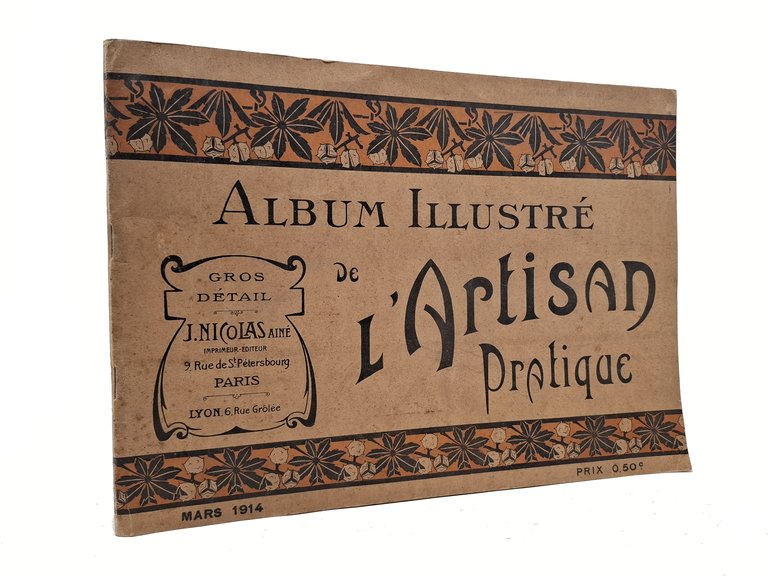 ALBUM ILLUSTRÉ
De
L'ARTISAN
PRATIQUE
GROS
DÉTAIL
J. NICOLAS AINÉ
IMPRIMEUR-EDITEUR
9, Rue de St Pétersbourg
PARIS
LYON. 6, Rue Grôlée
MARS 1914
PRIX 0,50c